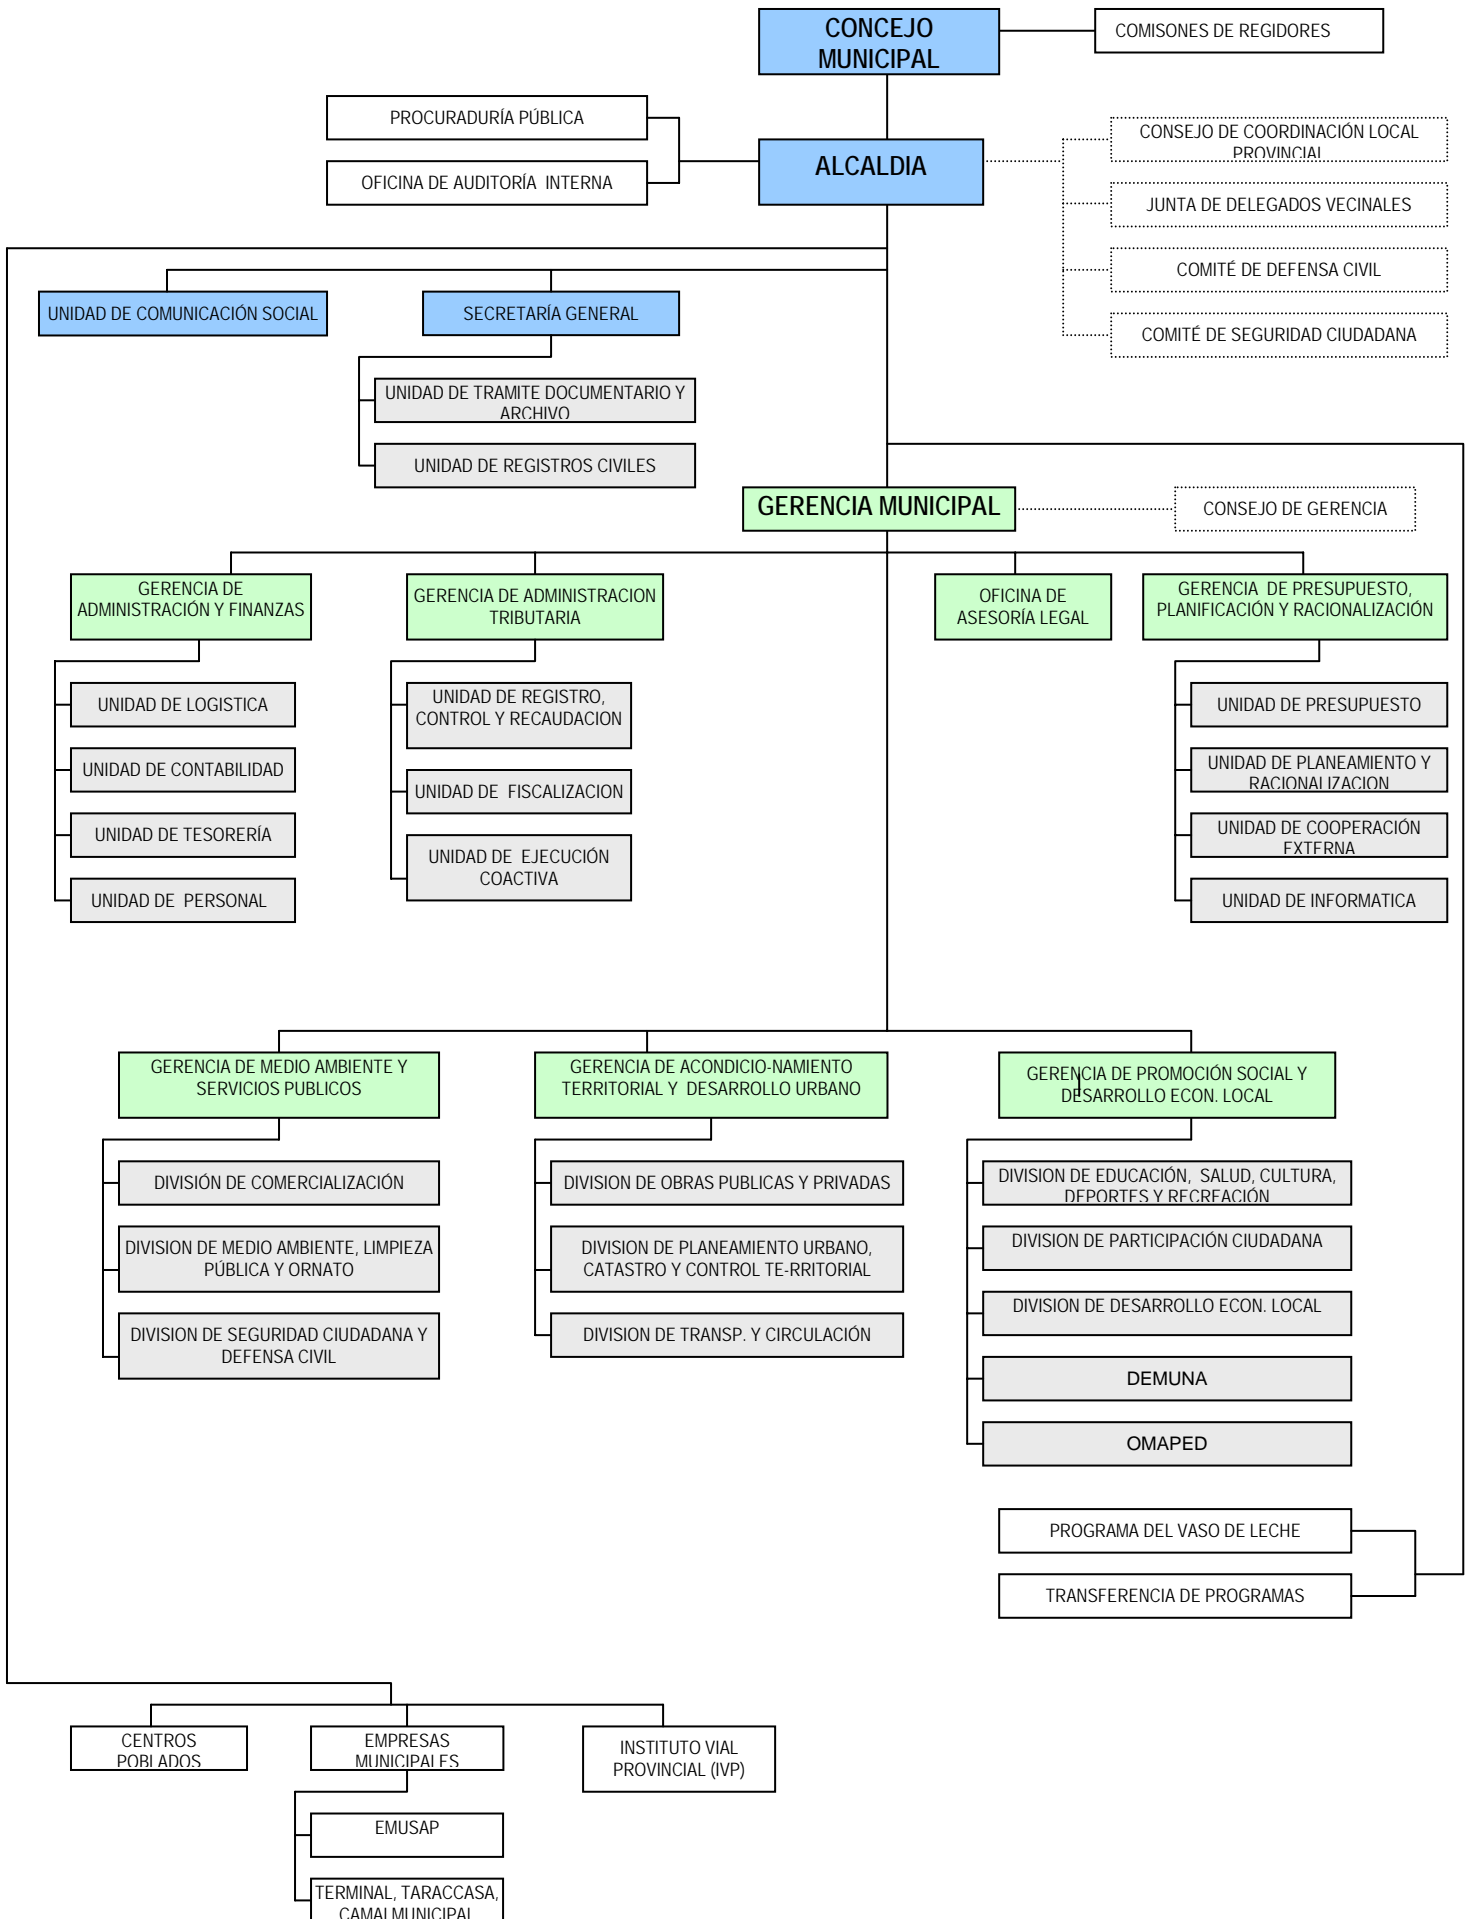 CONCEJO
MUNICIPAL
COMISONES DE REGIDORES
PROCURADURÍA PÚBLICA
OFICINA DE AUDITORÍA INTERNA
ALCALDIA
CONSEJO DE COORDINACIÓN LOCAL
PROVINCIAL
JUNTA DE DELEGADOS VECINALES
COMITÉ DE DEFENSA CIVIL
COMITÉ DE SEGURIDAD CIUDADANA
UNIDAD DE COMUNICACIÓN SOCIAL
SECRETARÍA GENERAL
UNIDAD DE TRAMITE DOCUMENTARIO Y
ARCHIVO
UNIDAD DE REGISTROS CIVILES
GERENCIA MUNICIPAL
CONSEJO DE GERENCIA
GERENCIA DE
ADMINISTRACIÓN Y FINANZAS
GERENCIA DE ADMINISTRACION
TRIBUTARIA
OFICINA DE
ASESORÍA LEGAL
GERENCIA DE PRESUPUESTO,
PLANIFICACIÓN Y RACIONALIZACIÓN
UNIDAD DE LOGISTICA
UNIDAD DE CONTABILIDAD
UNIDAD DE TESORERÍA
UNIDAD DE PERSONAL
UNIDAD DE REGISTRO,
CONTROL Y RECAUDACION
UNIDAD DE FISCALIZACION
UNIDAD DE EJECUCIÓN
COACTIVA
UNIDAD DE PRESUPUESTO
UNIDAD DE PLANEAMIENTO Y
RACIONALIZACION
UNIDAD DE COOPERACIÓN
EXTERNA
UNIDAD DE INFORMATICA
GERENCIA DE MEDIO AMBIENTE Y
SERVICIOS PUBLICOS
GERENCIA DE ACONDICIO-NAMIENTO
TERRITORIAL Y DESARROLLO URBANO
GERENCIA DE PROMOCIÓN SOCIAL Y
DESARROLLO ECON. LOCAL
DIVISIÓN DE COMERCIALIZACIÓN
DIVISION DE MEDIO AMBIENTE, LIMPIEZA
PÚBLICA Y ORNATO
DIVISION DE SEGURIDAD CIUDADANA Y
DEFENSA CIVIL
DIVISION DE OBRAS PUBLICAS Y PRIVADAS
DIVISION DE PLANEAMIENTO URBANO,
CATASTRO Y CONTROL TE-RRITORIAL
DIVISION DE TRANSP. Y CIRCULACIÓN
DIVISION DE EDUCACIÓN, SALUD, CULTURA,
DEPORTES Y RECREACIÓN
DIVISION DE PARTICIPACIÓN CIUDADANA
DIVISION DE DESARROLLO ECON. LOCAL
DEMUNA
OMAPED
PROGRAMA DEL VASO DE LECHE
TRANSFERENCIA DE PROGRAMAS
CENTROS
POBLADOS
EMPRESAS
MUNICIPALES
INSTITUTO VIAL
PROVINCIAL (IVP)
EMUSAP
TERMINAL, TARACCASA,
CAMAL MUNICIPAL